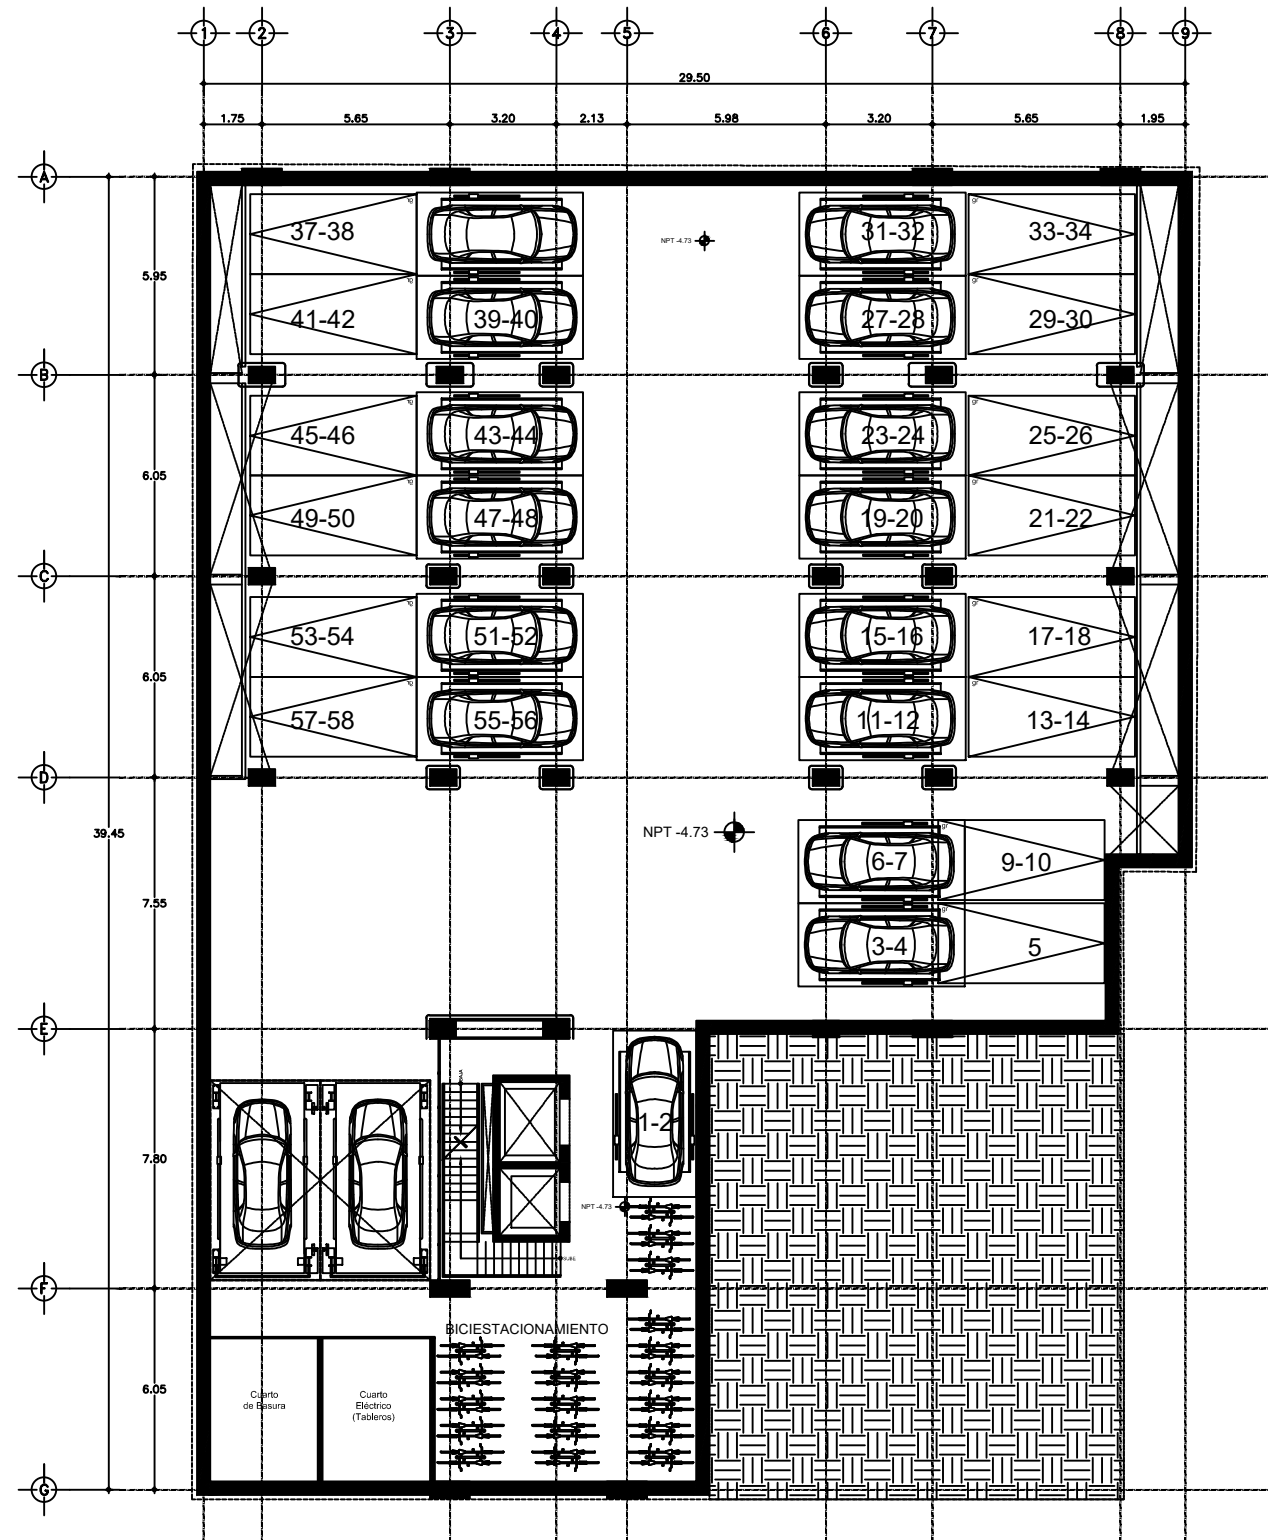 1 2 3 4 5 6 7 8 9
29.50
1.75 5.65 3.20 2.13 5.98 3.20 5.65 1.95
A
37-38 31-32 33-34
NPT -4.73
5.95
41-42 39-40 27-28 29-30
B
45-46 43-44 23-24 25-26
6.05
49-50 47-48 19-20 21-22
C
53-54 51-52 15-16 17-18
6.05
57-58 55-56 11-12 13-14
D
39.45
NPT -4.73
6-7 9-10
7.55
3-4 5
E
1-2
7.80
NPT -4.73
SUBE
F
BICIESTACIONAMIENTO
6.05
Cuarto
de Basura
Cuarto
Eléctrico
(Tableros)
G